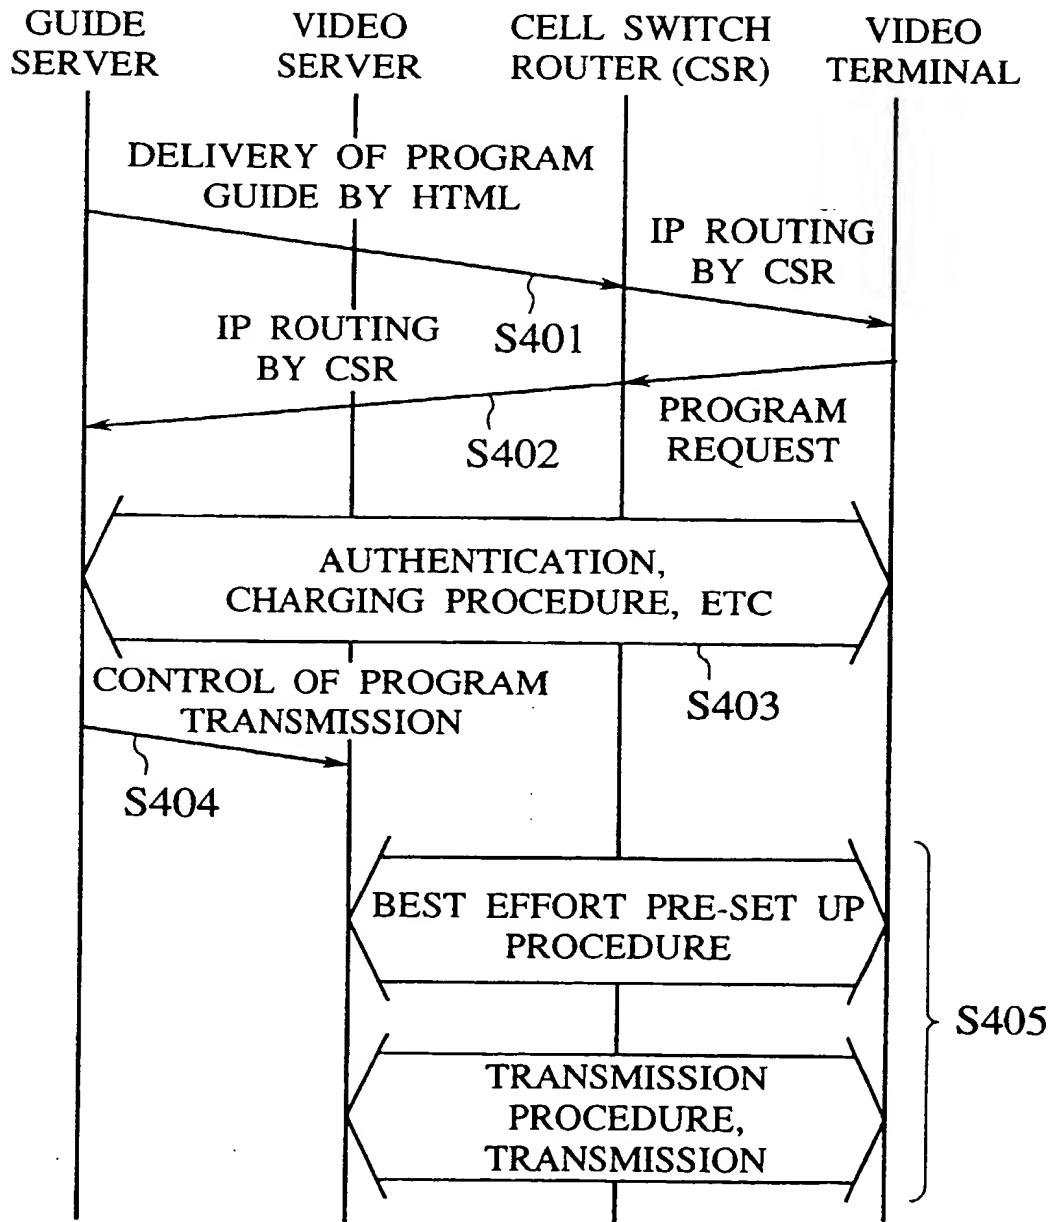 GUIDE
SERVER
VIDEO
SERVER
CELL SWITCH
ROUTER (CSR)
VIDEO
TERMINAL
DELIVERY OF PROGRAM
GUIDE BY HTML
IP ROUTING
BY CSR
S401
IP ROUTING
BY CSR
PROGRAM
REQUEST
S402
AUTHENTICATION,
CHARGING PROCEDURE, ETC
S403
CONTROL OF PROGRAM
TRANSMISSION
S404
BEST EFFORT PRE-SET UP
PROCEDURE
S405
TRANSMISSION
PROCEDURE,
TRANSMISSION